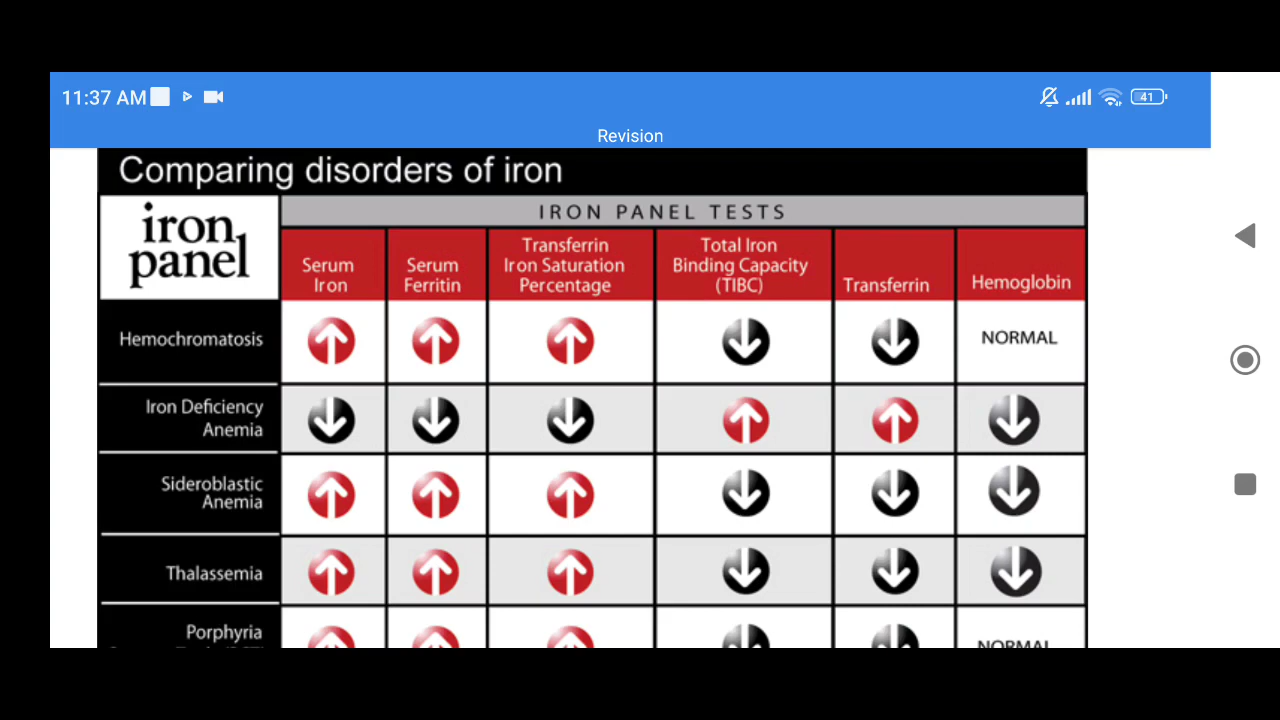 11:37 AM
41
Revision
Comparing disorders of iron
iron
panel
IRON PANEL TESTS
Serum
Iron
Serum
Ferritin
Transferrin
Iron Saturation
Percentage
Total Iron
Binding Capacity
(TIBC)
Transferrin
Hemoglobin
Hemochromatosis
NORMAL
Iron Deficiency
Anemia
Sideroblastic
Anemia
Thalassemia
Porphyria
NORMAL